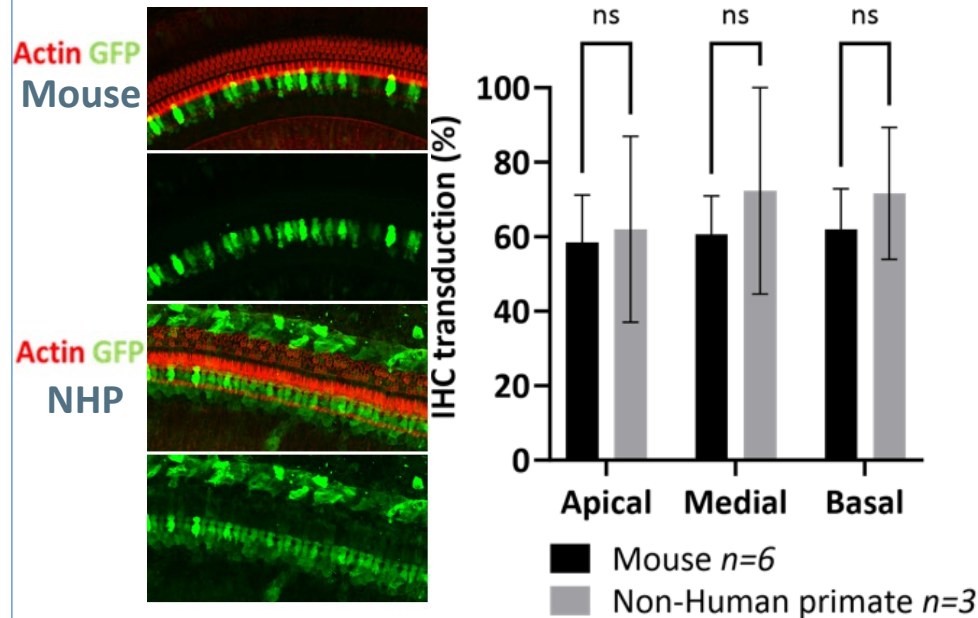 Actin GFP
Mouse
Actin GFP
NHP
ns ns ns
IHC transduction (%)
100
80
60
40
20
0
Apical Medial Basal
Mouse n=6
Non-Human primate n=3